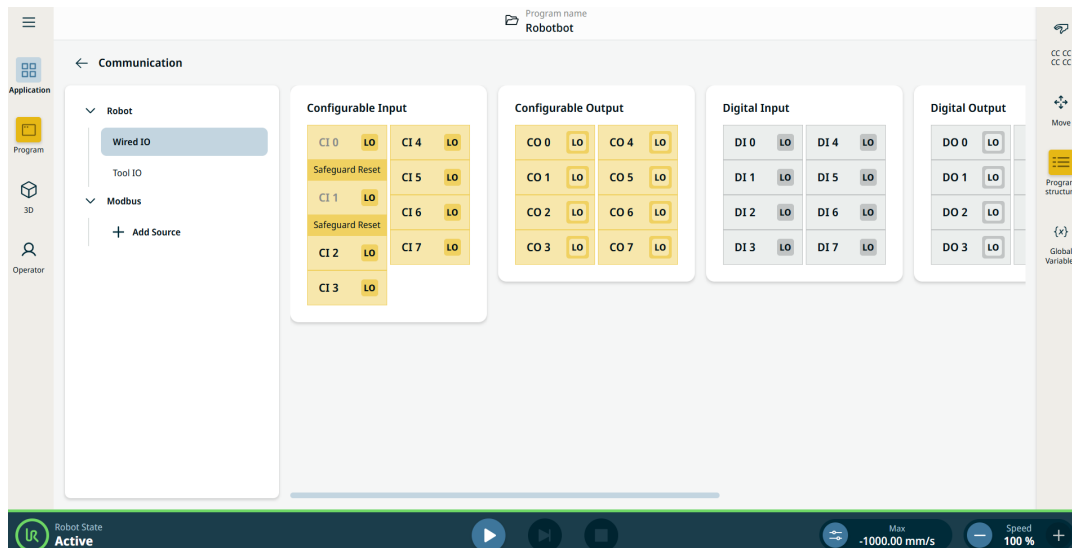 Program name
Robotbot
Application
Program
3D
Operator
Communication
Robot
Wired IO
Tool IO
Modbus
Add Source
Configurable Input
CI 0 LO CI 4 LO
Safeguard Reset
CI 5 LO
CI 1 LO
CI 6 LO
Safeguard Reset
CI 7 LO
CI 2 LO
CI 3 LO
Configurable Output
CO 0 LO CO 4 LO
CO 1 LO CO 5 LO
CO 2 LO CO 6 LO
CO 3 LO CO 7 LO
Digital Input
DI 0 LO DI 4 LO
DI 1 LO DI 5 LO
DI 2 LO DI 6 LO
DI 3 LO DI 7 LO
Digital Output
DO 0 LO
DO 1 LO
DO 2 LO
DO 3 LO
CC CC
CC CC
Move
Program
structur
{x}
Global
Variable
UR
Robot State
Active
Max
-1000.00 mm/s
Speed
100 %